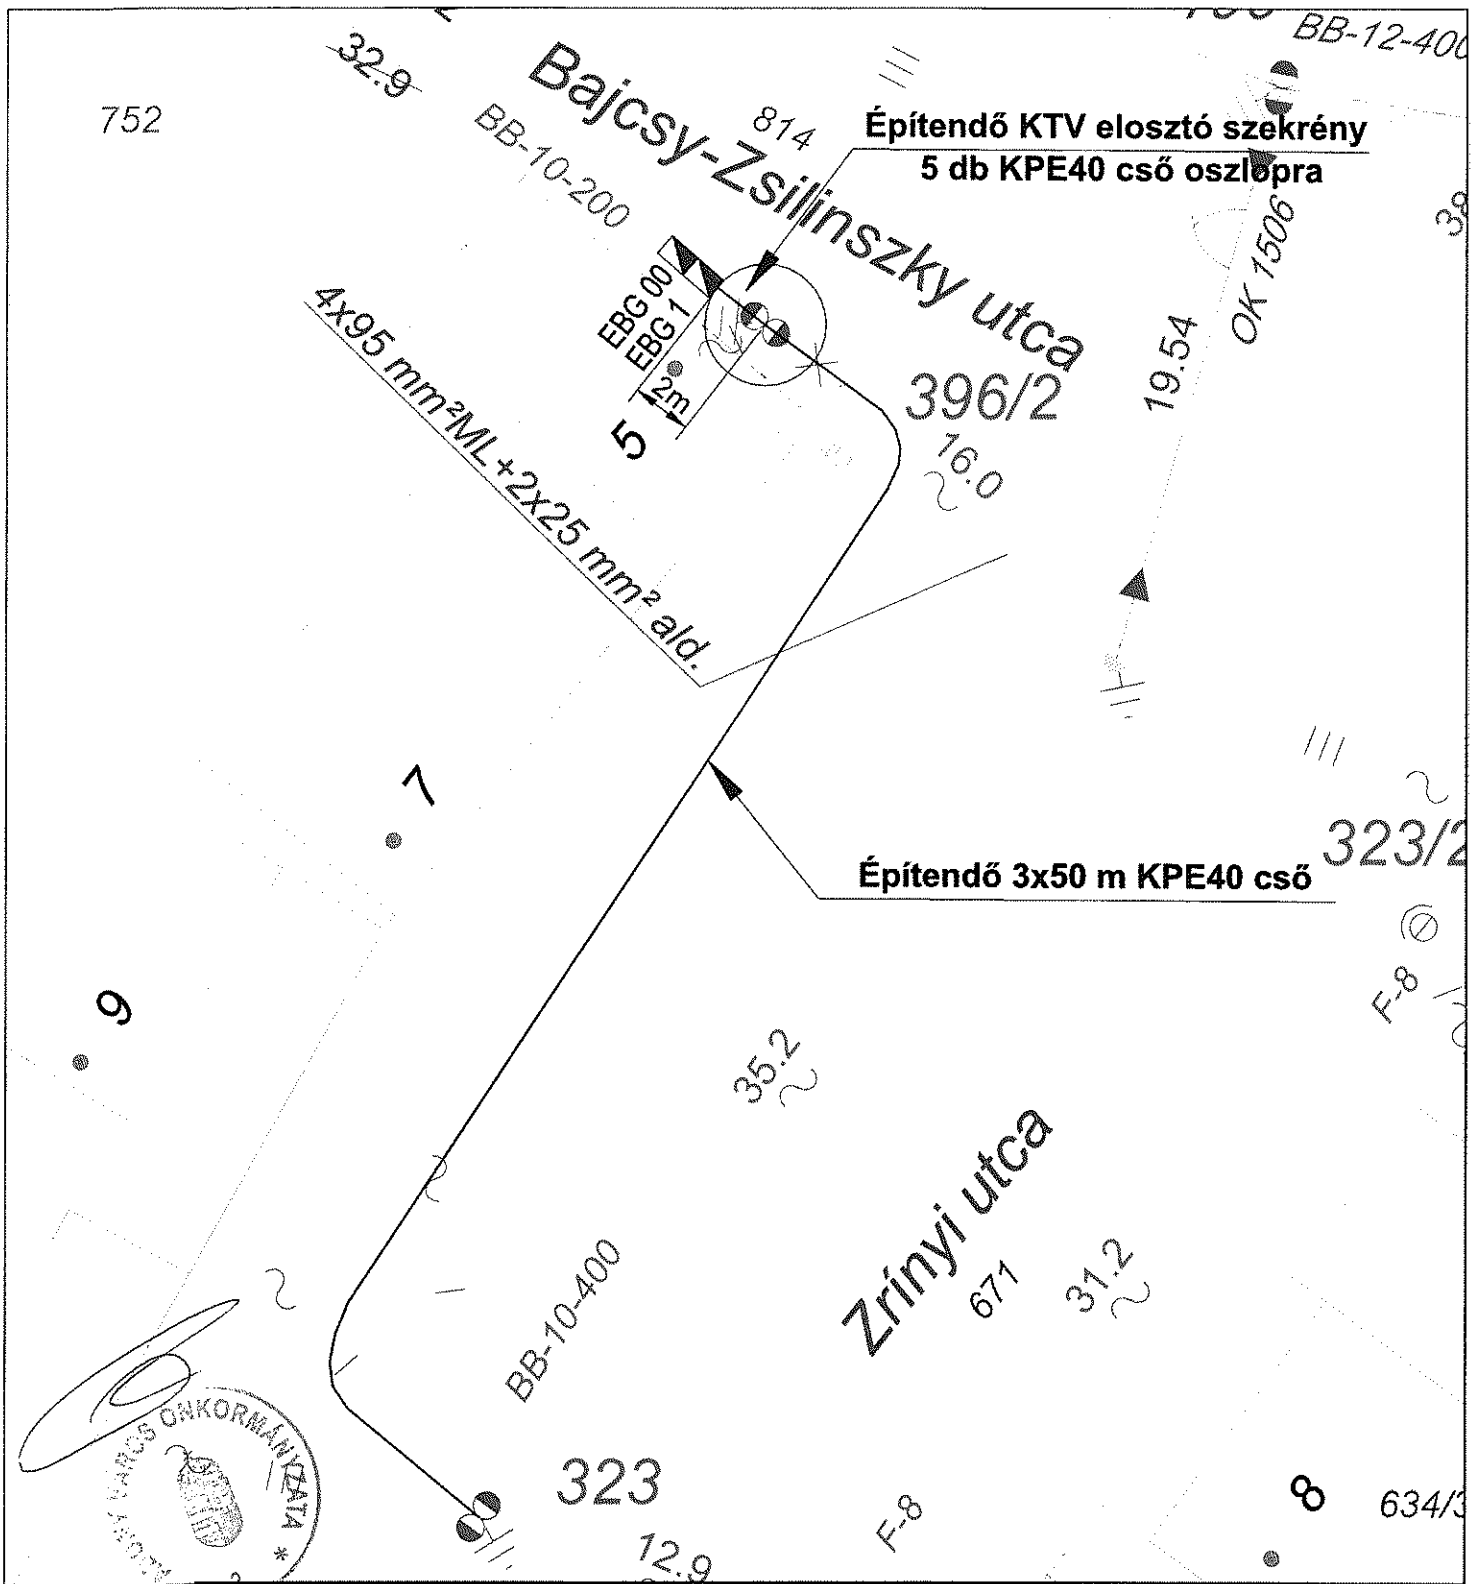 BB-12-400
32.9
752
Bajcsy-Zsilinszky utca
814
BB-10-200
Építendő KTV elosztó szekrény
5 db KPE40 cső oszlopra
OK 1506
19.54
EBG 00
EBG 1
2m
5
4x95 mm²ML+2x25 mm² ald.
396/2
16.0
7
323/2
Építendő 3x50 m KPE40 cső
F-8
9
35.2
Zrínyi utca
671
31.2
BB-10-400
VÁROS ÖNKORMÁNYZATA *
323
12.9
F-8
8
634/3